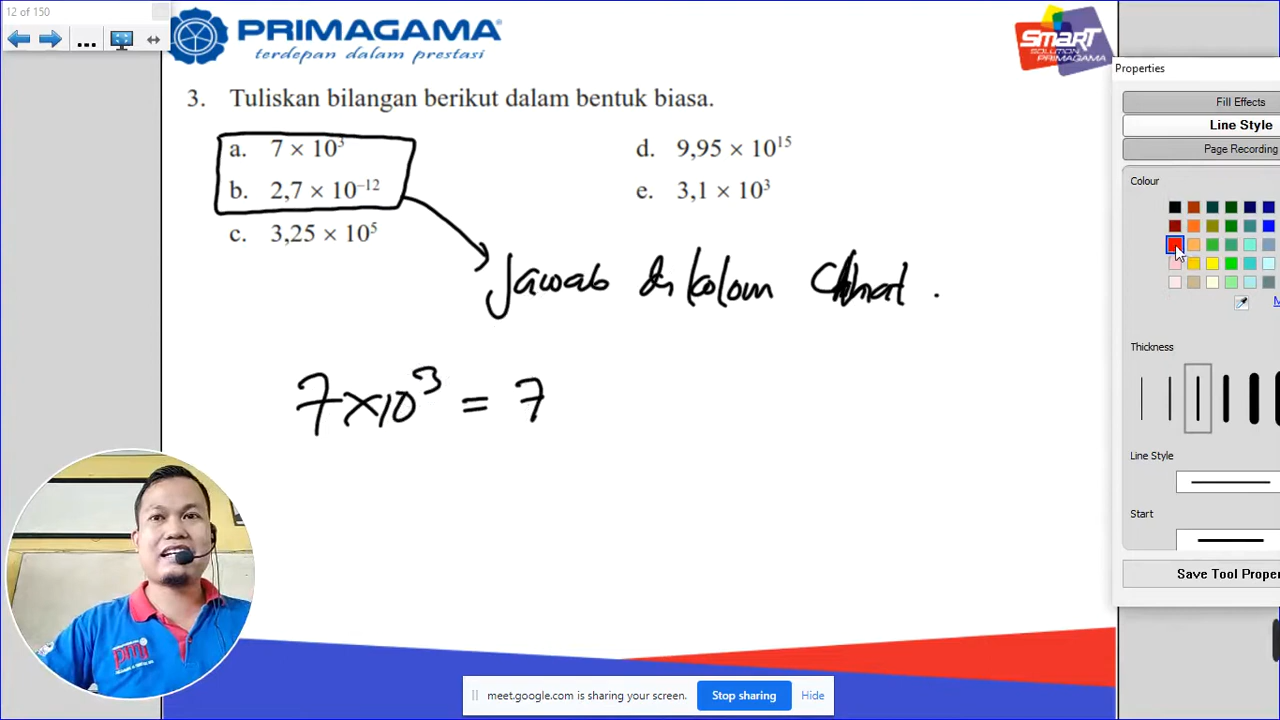 12 of 150
PRIMAGAMA
terdepan dalam prestasi
SMART
SOLUTION
PRIMAGAMA
3. Tuliskan bilangan berikut dalam bentuk biasa.
a. 7 × 10³
b. 2,7 × 10⁻¹²
c. 3,25 × 10⁵
d. 9,95 × 10¹⁵
e. 3,1 × 10³
Jawab di kolom Chat .
7×10³ = 7
Properties
Fill Effects
Line Style
Page Recording
Colour
M
Thickness
Line Style
Start
Save Tool Prope
meet.google.com is sharing your screen. Stop sharing Hide